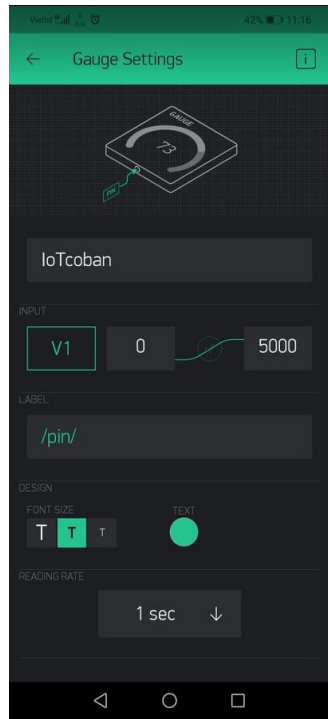 Viettel 42% 11:16
Gauge Settings
i
GAUGE
73
PIN
IoTcoban
INPUT
V1 0 5000
LABEL
/pin/
DESIGN
FONT SIZE TEXT
T T T
READING RATE
1 sec